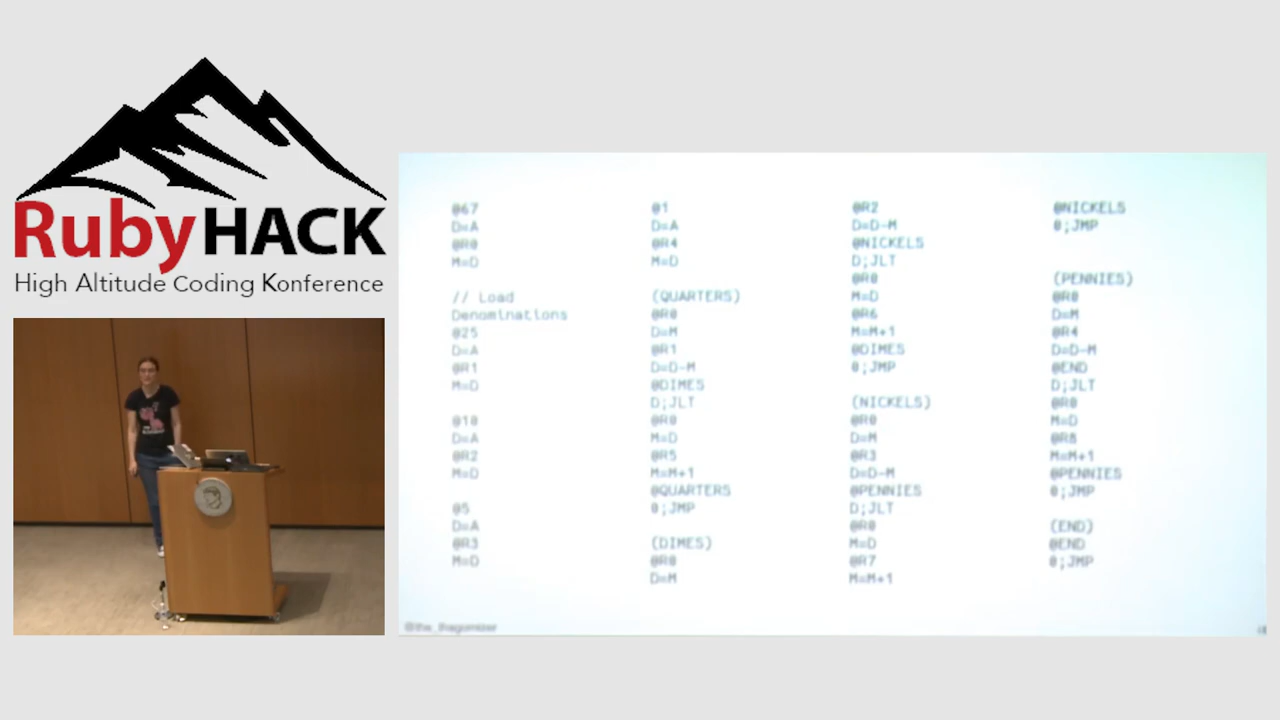 RubyHACK
High Altitude Coding Konference
@67
D=A
@R0
M=D
// Load
Denominations
@25
D=A
@R1
M=D
@10
D=A
@R2
M=D
@5
D=A
@R3
M=D
@1
D=A
@R4
M=D
(QUARTERS)
@R0
D=M
@R1
D=D-M
@DIMES
D;JLT
@R0
M=D
@R5
M=M+1
@QUARTERS
0;JMP
(DIMES)
@R0
D=M
@R2
D=D-M
@NICKELS
D;JLT
@R0
M=D
@R6
M=M+1
@DIMES
0;JMP
(NICKELS)
@R0
D=M
@R3
D=D-M
@PENNIES
D;JLT
@R0
M=D
@R7
M=M+1
@NICKELS
0;JMP
(PENNIES)
@R0
D=M
@R4
D=D-M
@END
D;JLT
@R0
M=D
@R8
M=M+1
@PENNIES
0;JMP
(END)
@END
0;JMP
@the_thagomizer